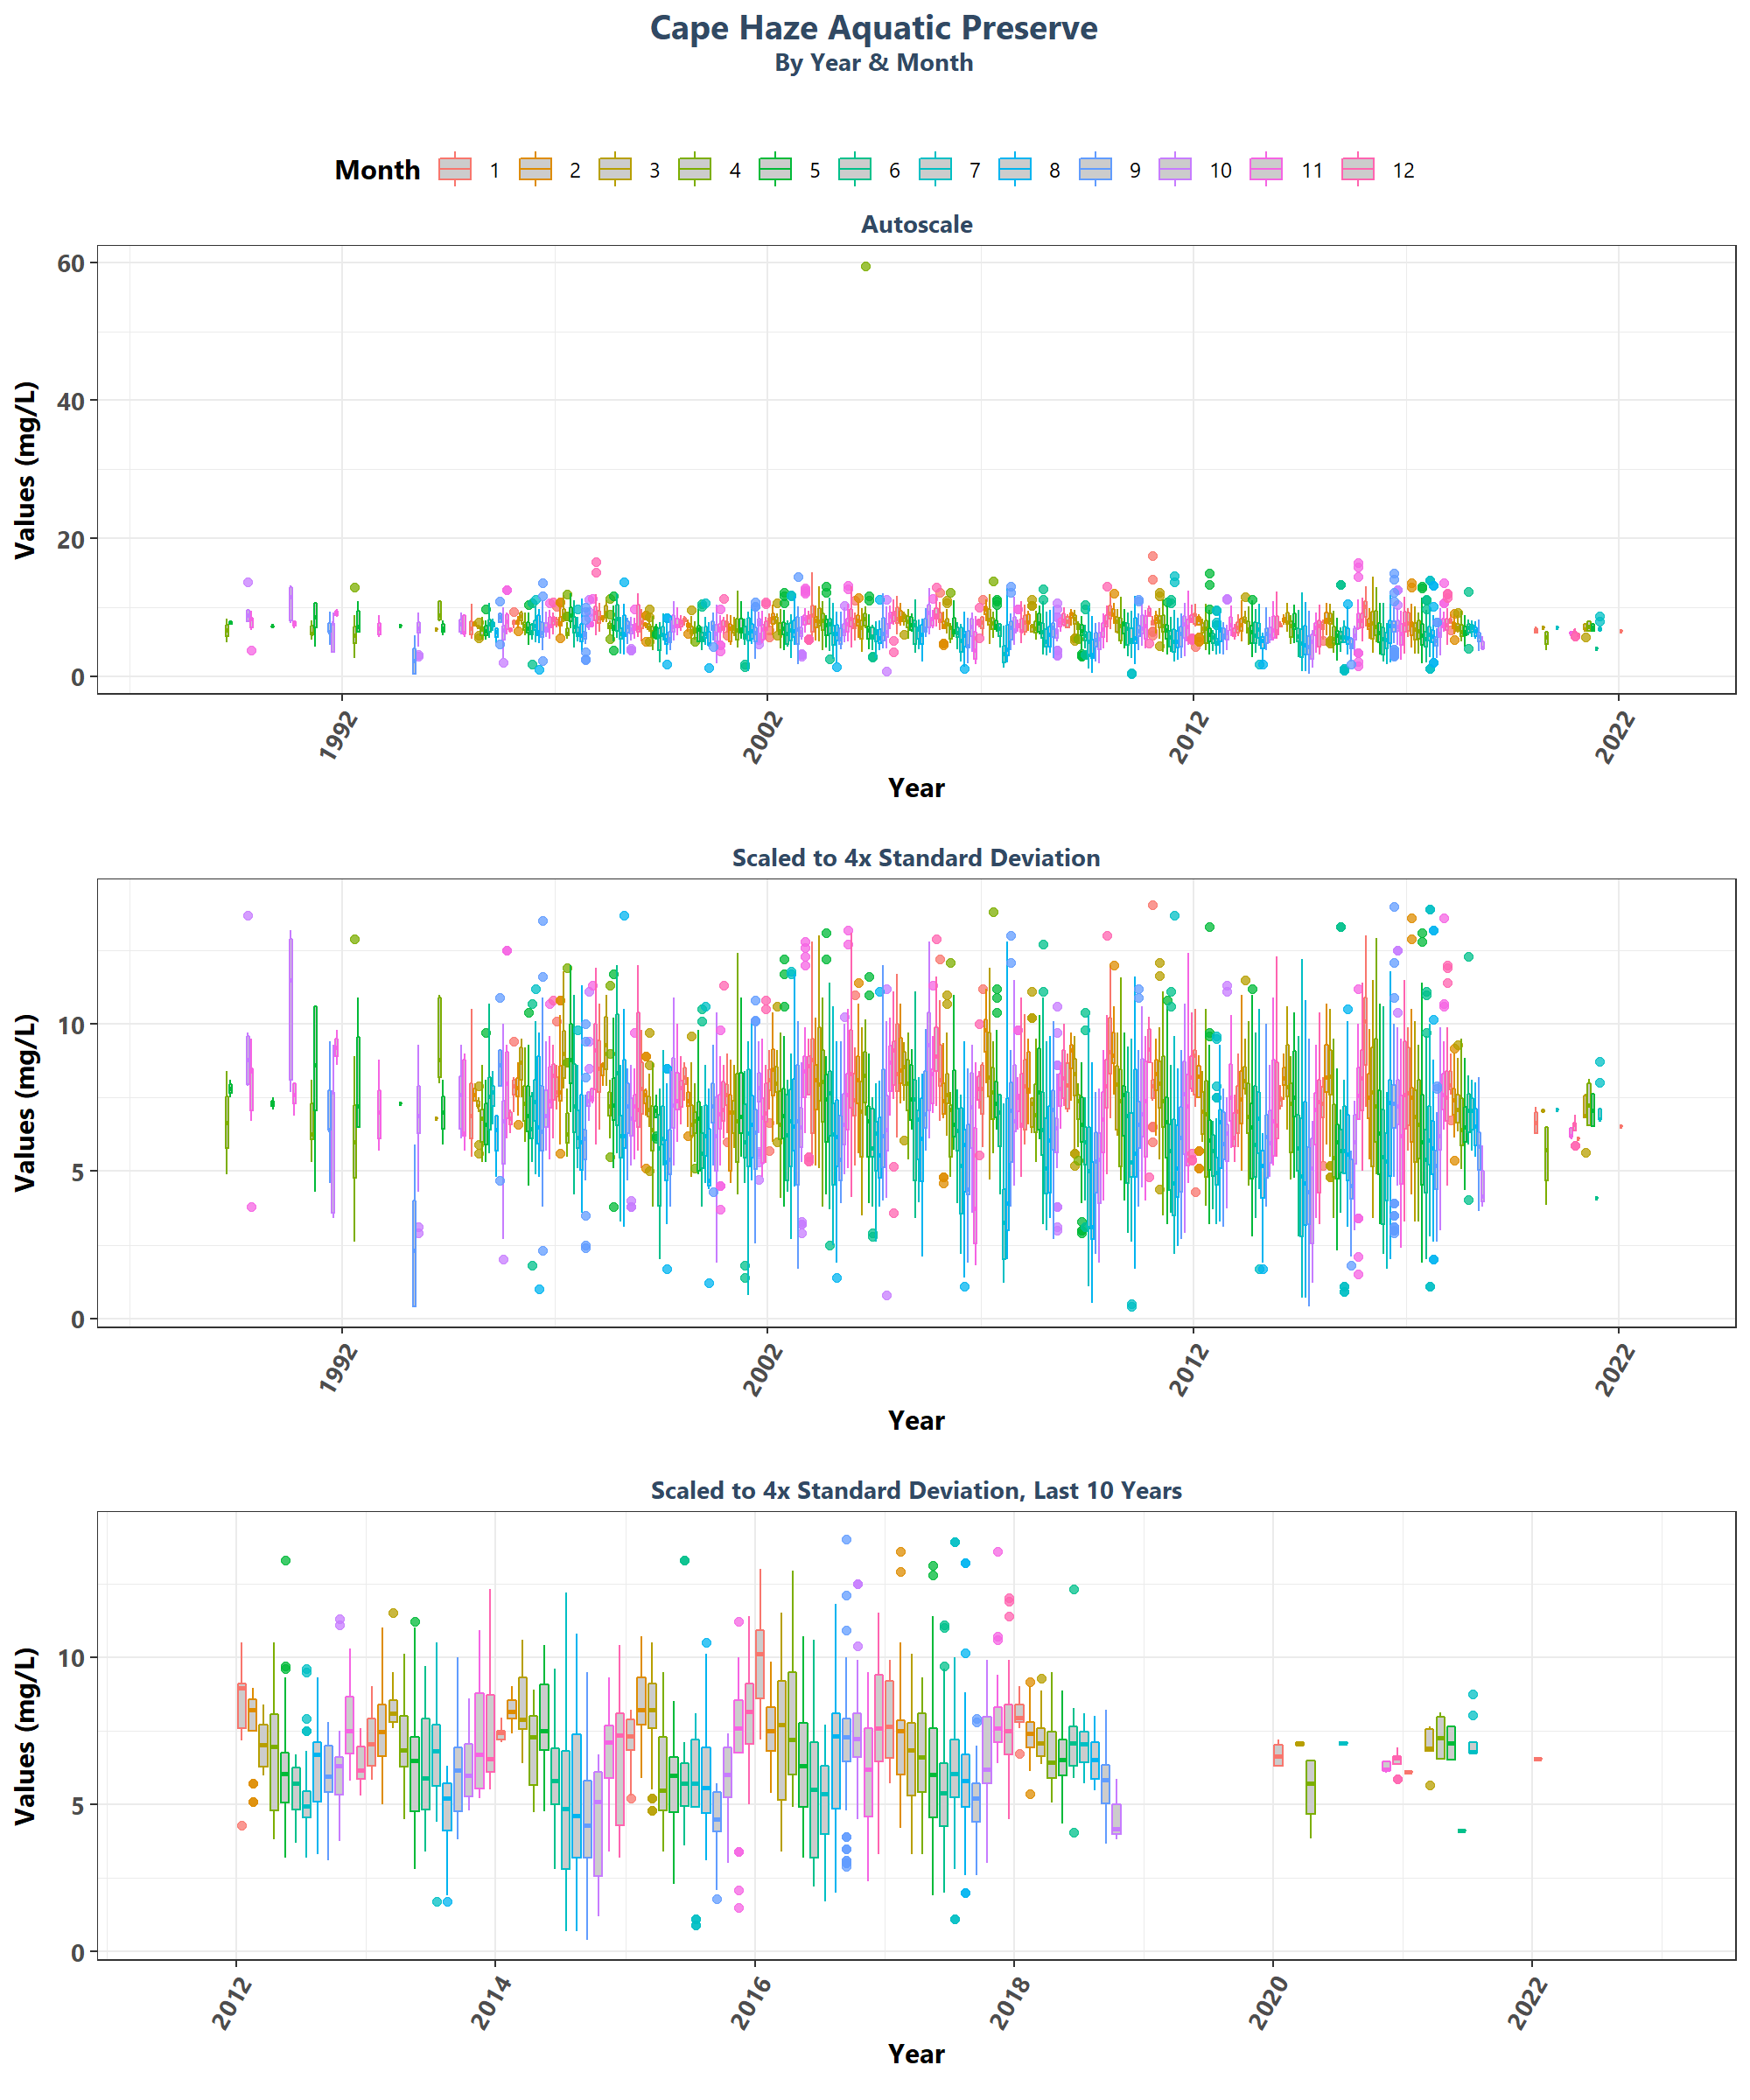 Cape Haze Aquatic Preserve
By Year & Month
Month 1 2 3 4 5 6 7 8 9 10 11 12
Autoscale
Values (mg/L)
60
40
20
0
1992 2002 2012 2022
Year
Scaled to 4x Standard Deviation
Values (mg/L)
10
5
0
1992 2002 2012 2022
Year
Scaled to 4x Standard Deviation, Last 10 Years
Values (mg/L)
10
5
0
2012 2014 2016 2018 2020 2022
Year